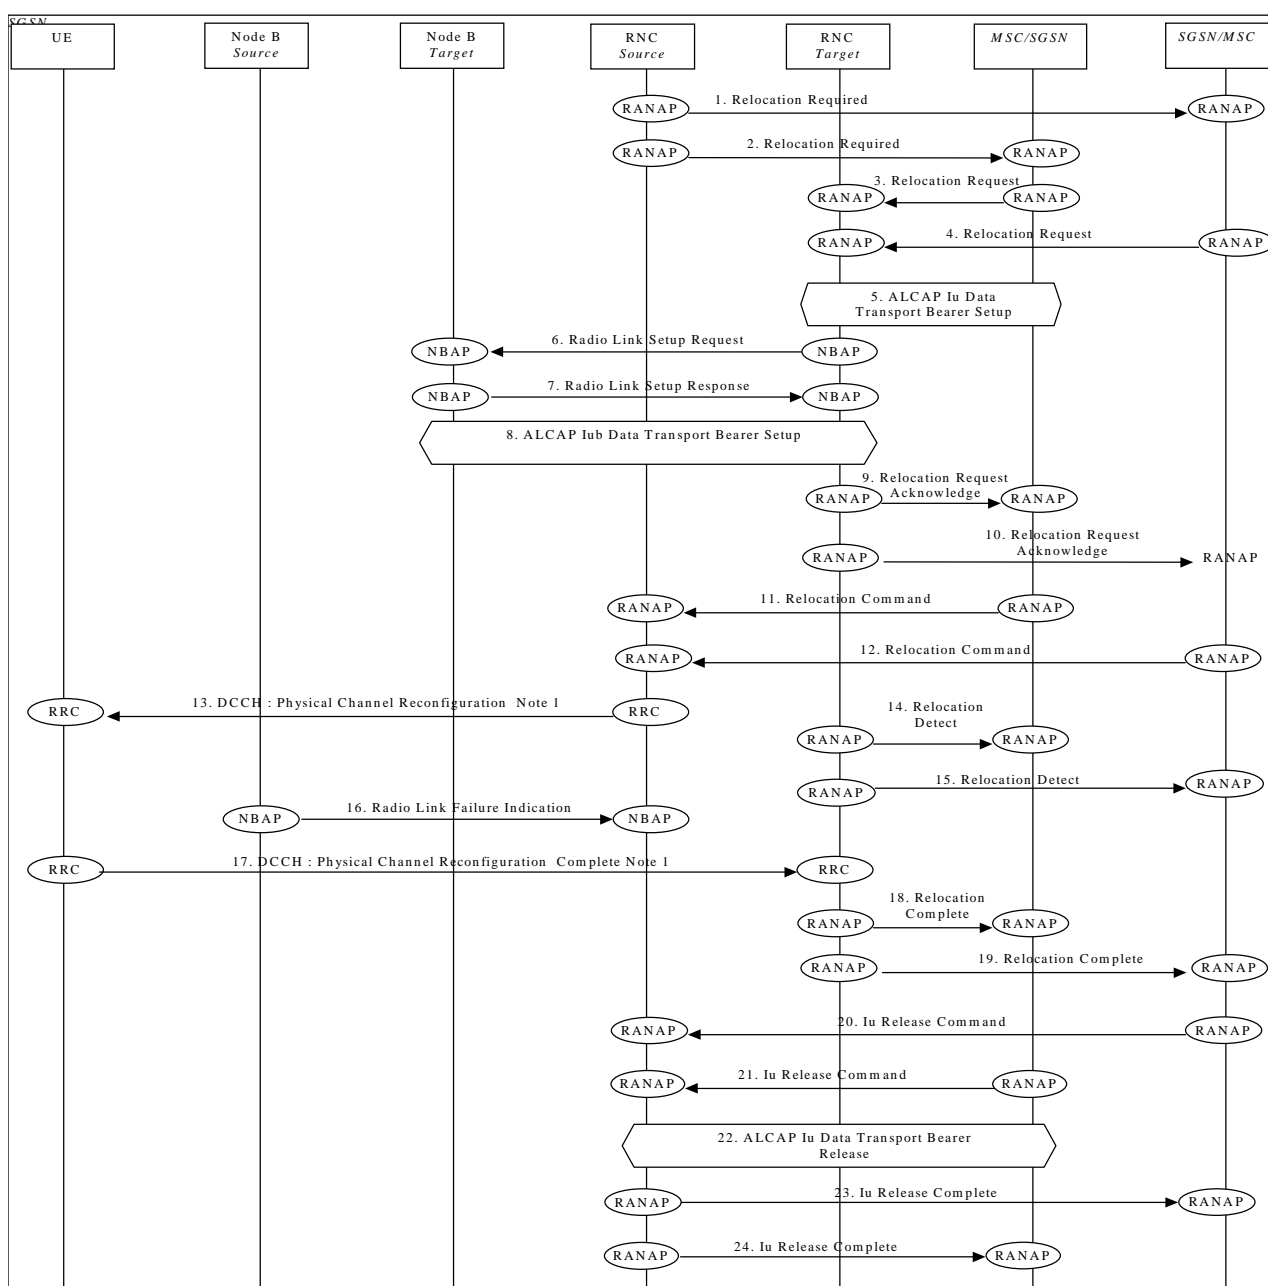 SGSN
UE
Node B
Source
Node B
Target
RNC
Source
RNC
Target
MSC/SGSN
SGSN/MSC
RANAP
1. Relocation Required
RANAP
RANAP
2. Relocation Required
RANAP
RANAP
3. Relocation Request
RANAP
RANAP
4. Relocation Request
RANAP
5. ALCAP Iu Data
Transport Bearer Setup
NBAP
6. Radio Link Setup Request
NBAP
NBAP
7. Radio Link Setup Response
NBAP
8. ALCAP Iub Data Transport Bearer Setup
RANAP
9. Relocation Request
Acknowledge
RANAP
RANAP
10. Relocation Request
Acknowledge
RANAP
RANAP
11. Relocation Command
RANAP
RANAP
12. Relocation Command
RANAP
RRC
13. DCCH : Physical Channel Reconfiguration Note 1
RRC
RANAP
14. Relocation
Detect
RANAP
RANAP
15. Relocation Detect
RANAP
NBAP
16. Radio Link Failure Indication
NBAP
RRC
17. DCCH : Physical Channel Reconfiguration Complete Note 1
RRC
RANAP
18. Relocation
Complete
RANAP
RANAP
19. Relocation Complete
RANAP
RANAP
20. Iu Release Command
RANAP
RANAP
21. Iu Release Command
RANAP
22. ALCAP Iu Data Transport Bearer
Release
RANAP
23. Iu Release Complete
RANAP
RANAP
24. Iu Release Complete
RANAP